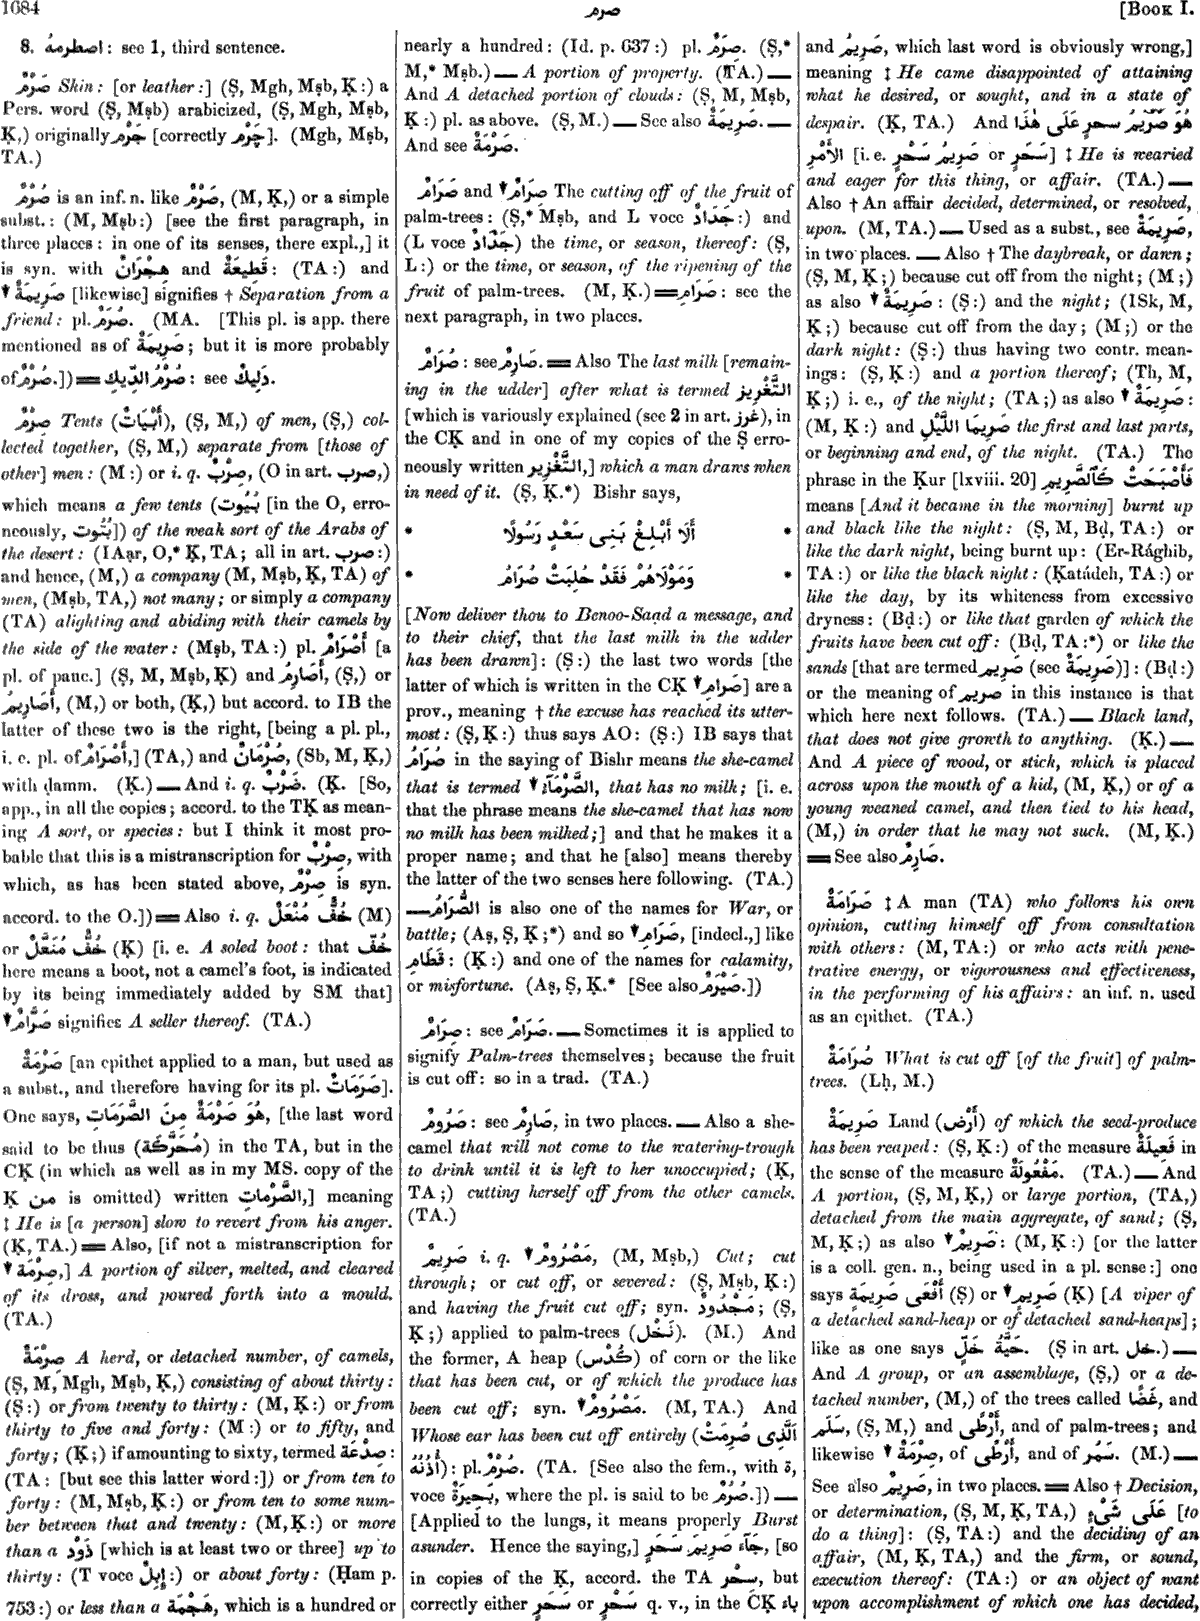 1684
صرم
[Book I.
8. اصطرمهُ: see 1, third sentence.
صَرْمٌ Skin: [or leather:] (Ṣ, Mgh, Mṣb, Ḳ:) a
Pers. word (Ṣ, Mṣb) arabicized, (Ṣ, Mgh, Mṣb,
Ḳ,) originally جَرْم [correctly چَرْم]. (Mgh, Mṣb,
TA.)
صُرْمٌ is an inf. n. like صَرْمٌ, (M, Ḳ,) or a simple
subst.: (M, Mṣb:) [see the first paragraph, in
three places: in one of its senses, there expl.,] it
is syn. with هِجْرَانٌ and قَطِيعَةٌ: (TA:) and
▼ صَرِيمَةٌ [likewise] signifies † Separation from a
friend: pl. صُرَمٌ. (MA. [This pl. is app. there
mentioned as of صَرِيمَةٌ; but it is more probably
of صُرْمٌ.]) ═ صُرْمُ الدِّيكِ: see دَلِيكٌ.
صِرْمٌ Tents (أَبْيَاتٌ), (Ṣ, M,) of men, (Ṣ,) col-
lected together, (Ṣ, M,) separate from [those of
other] men: (M:) or i. q. صِرْبٌ, (O in art. صرب,)
which means a few tents (بُيُوت [in the O, erro-
neously, بُتُوت]) of the weak sort of the Arabs of
the desert: (IAạr, O,* Ḳ, TA; all in art. صرب:)
and hence, (M,) a company (M, Mṣb, Ḳ, TA) of
men, (Mṣb, TA,) not many; or simply a company
(TA) alighting and abiding with their camels by
the side of the water: (Mṣb, TA:) pl. أَصْرَامٌ [a
pl. of pauc.] (Ṣ, M, Mṣb, Ḳ) and أَصَارِمُ, (Ṣ,) or
أَصَارِيمُ, (M,) or both, (Ḳ,) but accord. to IB the
latter of these two is the right, [being a pl. pl.,
i. e. pl. of أَصْرَامٌ,] (TA,) and صُرْمَانٌ, (Sb, M, Ḳ,)
with ḍamm. (Ḳ.) — And i. q. ضَرْبٌ. (Ḳ. [So,
app., in all the copies; accord. to the TḲ as mean-
ing A sort, or species: but I think it most pro-
bable that this is a mistranscription for صِرْبٌ, with
which, as has been stated above, صِرْمٌ is syn.
accord. to the O.]) ═ Also i. q. خُفٌّ مُنْعَلٌ (M)
or خُفٌّ مُنَعَّلٌ (Ḳ) [i. e. A soled boot: that خُفّ
here means a boot, not a camel's foot, is indicated
by its being immediately added by SM that]
▼ صَرَّامٌ signifies A seller thereof. (TA.)
صَرْمَةٌ [an epithet applied to a man, but used as
a subst., and therefore having for its pl. صَرَمَاتٌ].
One says, هُوَ صَرْمَةٌ مِنَ الصَّرَمَاتِ, [the last word
said to be thus (مُحَرَّكَة) in the TA, but in the
CḲ (in which as well as in my MS. copy of the
Ḳ من is omitted) written الصَّرْماتِ,] meaning
‡ He is [a person] slow to revert from his anger.
(Ḳ, TA.) ═ Also, [if not a mistranscription for
▼ صِرْمَة,] A portion of silver, melted, and cleared
of its dross, and poured forth into a mould.
(TA.)
صِرْمَةٌ A herd, or detached number, of camels,
(Ṣ, M, Mgh, Mṣb, Ḳ,) consisting of about thirty:
(Ṣ:) or from twenty to thirty: (M, Ḳ:) or from
thirty to five and forty: (M:) or to fifty, and
forty; (Ḳ;) if amounting to sixty, termed صِدْعَة:
(TA: [but see this latter word:]) or from ten to
forty: (M, Mṣb, Ḳ:) or from ten to some num-
ber between that and twenty: (M, Ḳ:) or more
than a ذَوْد [which is at least two or three] up to
thirty: (T voce إِبِلٌ:) or about forty: (Ḥam p.
753:) or less than a هَجْمَة, which is a hundred or
nearly a hundred: (Id. p. 637:) pl. صِرَمٌ. (Ṣ,*
M,* Mṣb.) — A portion of property. (TA.) —
And A detached portion of clouds: (Ṣ, M, Mṣb,
Ḳ:) pl. as above. (Ṣ, M.) — See also صَرِيمَةٌ. —
And see صَرْمَةٌ.
صَرَامٌ and ▼ صِرَامٌ The cutting off of the fruit of
palm-trees: (Ṣ,* Mṣb, and L voce جَدَادٌ:) and
(L voce جَدَادٌ) the time, or season, thereof: (Ṣ,
L:) or the time, or season, of the ripening of the
fruit of palm-trees. (M, Ḳ.) ═ صَرَامِ: see the
next paragraph, in two places.
صُرَامٌ: see صَارِمٌ. ═ Also The last milk [remain-
ing in the udder] after what is termed التَّغْرِيز
[which is variously explained (see 2 in art. غرز), in
the CḲ and in one of my copies of the Ṣ erro-
neously written التَّغْزِير,] which a man draws when
in need of it. (Ṣ, Ḳ.*) Bishr says,
* أَلَا أَبْلِغْ بَنِى سَعْدٍ رَسُولًا *
* وَمَوْلَاهُمْ فَقَدْ حُلِبَتْ صُرَامُ *
[Now deliver thou to Benoo-Saạd a message, and
to their chief, that the last milk in the udder
has been drawn]: (Ṣ:) the last two words [the
latter of which is written in the CḲ ▼ صَرامِ] are a
prov., meaning † the excuse has reached its utter-
most: (Ṣ, Ḳ:) thus says AO: (Ṣ:) IB says that
صُرَامُ in the saying of Bishr means the she-camel
that is termed ▼ الصَّرْمَآءُ, that has no milk; [i. e.
that the phrase means the she-camel that has now
no milk has been milked;] and that he makes it a
proper name; and that he [also] means thereby
the latter of the two senses here following. (TA.)
— الصُّرَامُ is also one of the names for War, or
battle; (Aṣ, Ṣ, Ḳ;*) and so ▼ صَرَامِ, [indecl.,] like
قَطَامِ: (Ḳ:) and one of the names for calamity,
or misfortune. (Aṣ, Ṣ, Ḳ.* [See also صَيْرَمٌ.])
صِرَامٌ: see صَرَامٌ. — Sometimes it is applied to
signify Palm-trees themselves; because the fruit
is cut off: so in a trad. (TA.)
صَرُومٌ: see صَارِمٌ, in two places. — Also a she-
camel that will not come to the watering-trough
to drink until it is left to her unoccupied; (Ḳ,
TA;) cutting herself off from the other camels.
(TA.)
صَرِيمٌ i. q. ▼ مَصْرُومٌ, (M, Mṣb,) Cut; cut
through; or cut off, or severed: (Ṣ, Mṣb, Ḳ:)
and having the fruit cut off; syn. مَجْدُودٌ; (Ṣ,
Ḳ;) applied to palm-trees (نَخْل). (M.) And
the former, A heap (كُدْس) of corn or the like
that has been cut, or of which the produce has
been cut off; syn. ▼ مَصْرُومٌ. (M, TA.) And
Whose ear has been cut off entirely (اَلَّذِى صُرِمَتْ
أُذُنُهُ): pl. صُرُمٌ. (TA. [See also the fem., with ة,
voce بَحِيرَةٌ, where the pl. is said to be صُرُمٌ.]) —
[Applied to the lungs, it means properly Burst
asunder. Hence the saying,] جَآءَ صَرِيمَ سَحَرٍ, [so
in copies of the Ḳ, accord. the TA سَحْرٍ, but
correctly either سَحَرٍ or سَحْرٍ q. v., in the CḲ باء
and صَرِيمُ, which last word is obviously wrong,]
meaning ‡ He came disappointed of attaining
what he desired, or sought, and in a state of
despair. (Ḳ, TA.) And هُوَ صَرِيمُ سحرٍ عَلَى هٰذَا
الأَمْرِ [i. e. صَرِيمُ سَحْرٍ or سَحَرٍ] ‡ He is wearied
and eager for this thing, or affair. (TA.) —
Also † An affair decided, determined, or resolved,
upon. (M, TA.) — Used as a subst., see صَرِيمَةٌ,
in two places. — Also † The daybreak, or dawn;
(Ṣ, M, Ḳ;) because cut off from the night; (M;)
as also ▼ صَرِيمَةٌ: (Ṣ:) and the night; (ISk, M,
Ḳ;) because cut off from the day; (M;) or the
dark night: (Ṣ:) thus having two contr. mean-
ings: (Ṣ, Ḳ:) and a portion thereof; (Th, M,
Ḳ;) i. e., of the night; (TA;) as also ▼ صَرِيمَةٌ:
(M, Ḳ:) and صَرِيمَا اللَّيْلِ the first and last parts,
or beginning and end, of the night. (TA.) The
phrase in the Ḳur [lxviii. 20] فَأَصْبَحَتْ كَٱلصَّرِيمِ
means [And it became in the morning] burnt up
and black like the night: (Ṣ, M, Bḍ, TA:) or
like the dark night, being burnt up: (Er-Rághib,
TA:) or like the black night: (Ḳatádeh, TA:) or
like the day, by its whiteness from excessive
dryness: (Bḍ:) or like that garden of which the
fruits have been cut off: (Bḍ, TA:*) or like the
sands [that are termed صَرِيم (see صَرِيمَةٌ)]: (Bḍ:)
or the meaning of صريم in this instance is that
which here next follows. (TA.) — Black land,
that does not give growth to anything. (Ḳ.) —
And A piece of wood, or stick, which is placed
across upon the mouth of a kid, (M, Ḳ,) or of a
young weaned camel, and then tied to his head,
(M,) in order that he may not suck. (M, Ḳ.)
═ See also صَارِمٌ.
صَرَامَةٌ ‡ A man (TA) who follows his own
opinion, cutting himself off from consultation
with others: (M, TA:) or who acts with pene-
trative energy, or vigorousness and effectiveness,
in the performing of his affairs: an inf. n. used
as an epithet. (TA.)
صُرَامَةٌ What is cut off [of the fruit] of palm-
trees. (Lḥ, M.)
صَرِيمَةٌ Land (أَرْض) of which the seed-produce
has been reaped: (Ṣ, Ḳ:) of the measure فَعِيلَةٌ in
the sense of the measure مَفْعُولَةٌ. (TA.) — And
A portion, (Ṣ, M, Ḳ,) or large portion, (TA,)
detached from the main aggregate, of sand; (Ṣ,
M, Ḳ;) as also ▼ صَرِيمٌ: (M, Ḳ:) [or the latter
is a coll. gen. n., being used in a pl. sense:] one
says أَفْعَى صَرِيمَةٍ (Ṣ) or ▼ صَرِيمٍ (Ḳ) [A viper of
a detached sand-heap or of detached sand-heaps];
like as one says حَيَّةُ خَلٍّ. (Ṣ in art. خل.) —
And A group, or an assemblage, (Ṣ,) or a de-
tached number, (M,) of the trees called غَضًا, and
سَلَم, (Ṣ, M,) and أَرْطًى, and of palm-trees; and
likewise ▼ صِرْمَةٌ, of أَرْطًى, and of سَمُر. (M.) —
See also صَرِيمٌ, in two places. ═ Also † Decision,
or determination, (Ṣ, M, Ḳ, TA,) عَلَى شَىْءٍ [to
do a thing]: (Ṣ, TA:) and the deciding of an
affair, (M, Ḳ, TA,) and the firm, or sound,
execution thereof: (TA:) or an object of want
upon accomplishment of which one has decided,